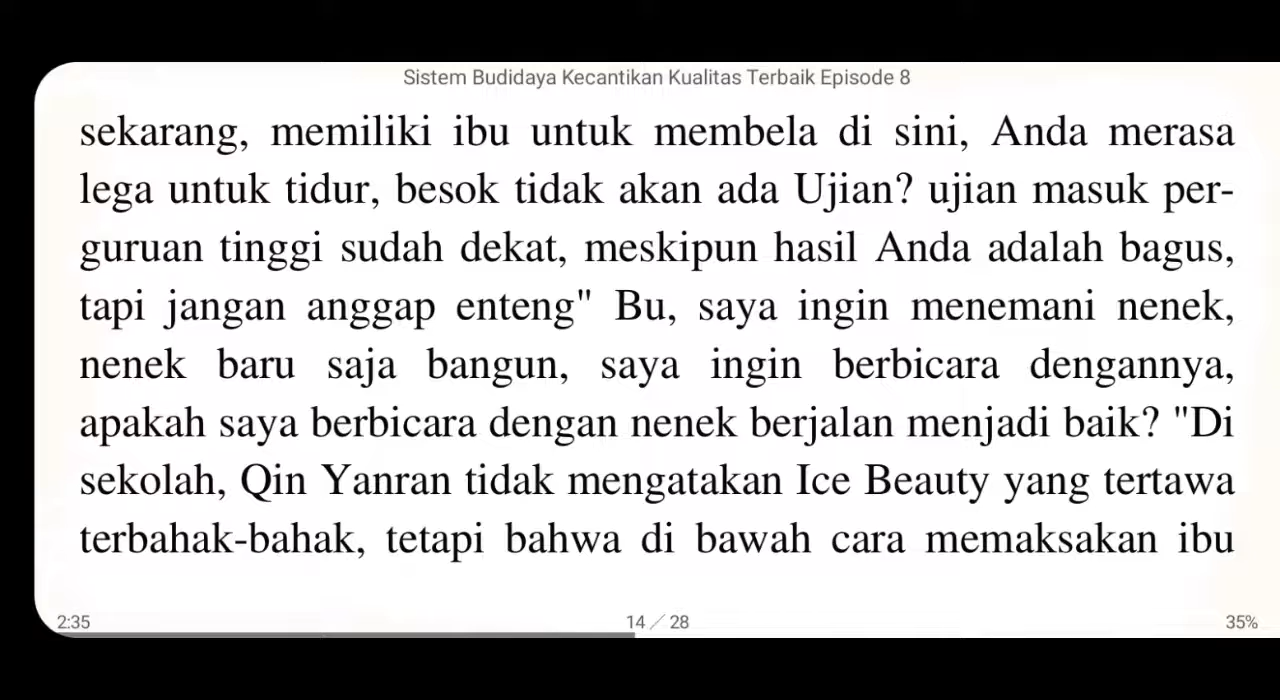 Sistem Budidaya Kecantikan Kualitas Terbaik Episode 8
sekarang, memiliki ibu untuk membela di sini, Anda merasa
lega untuk tidur, besok tidak akan ada Ujian? ujian masuk per-
guruan tinggi sudah dekat, meskipun hasil Anda adalah bagus,
tapi jangan anggap enteng" Bu, saya ingin menemani nenek,
nenek baru saja bangun, saya ingin berbicara dengannya,
apakah saya berbicara dengan nenek berjalan menjadi baik? "Di
sekolah, Qin Yanran tidak mengatakan Ice Beauty yang tertawa
terbahak-bahak, tetapi bahwa di bawah cara memaksakan ibu
2:35 14 / 28 35%